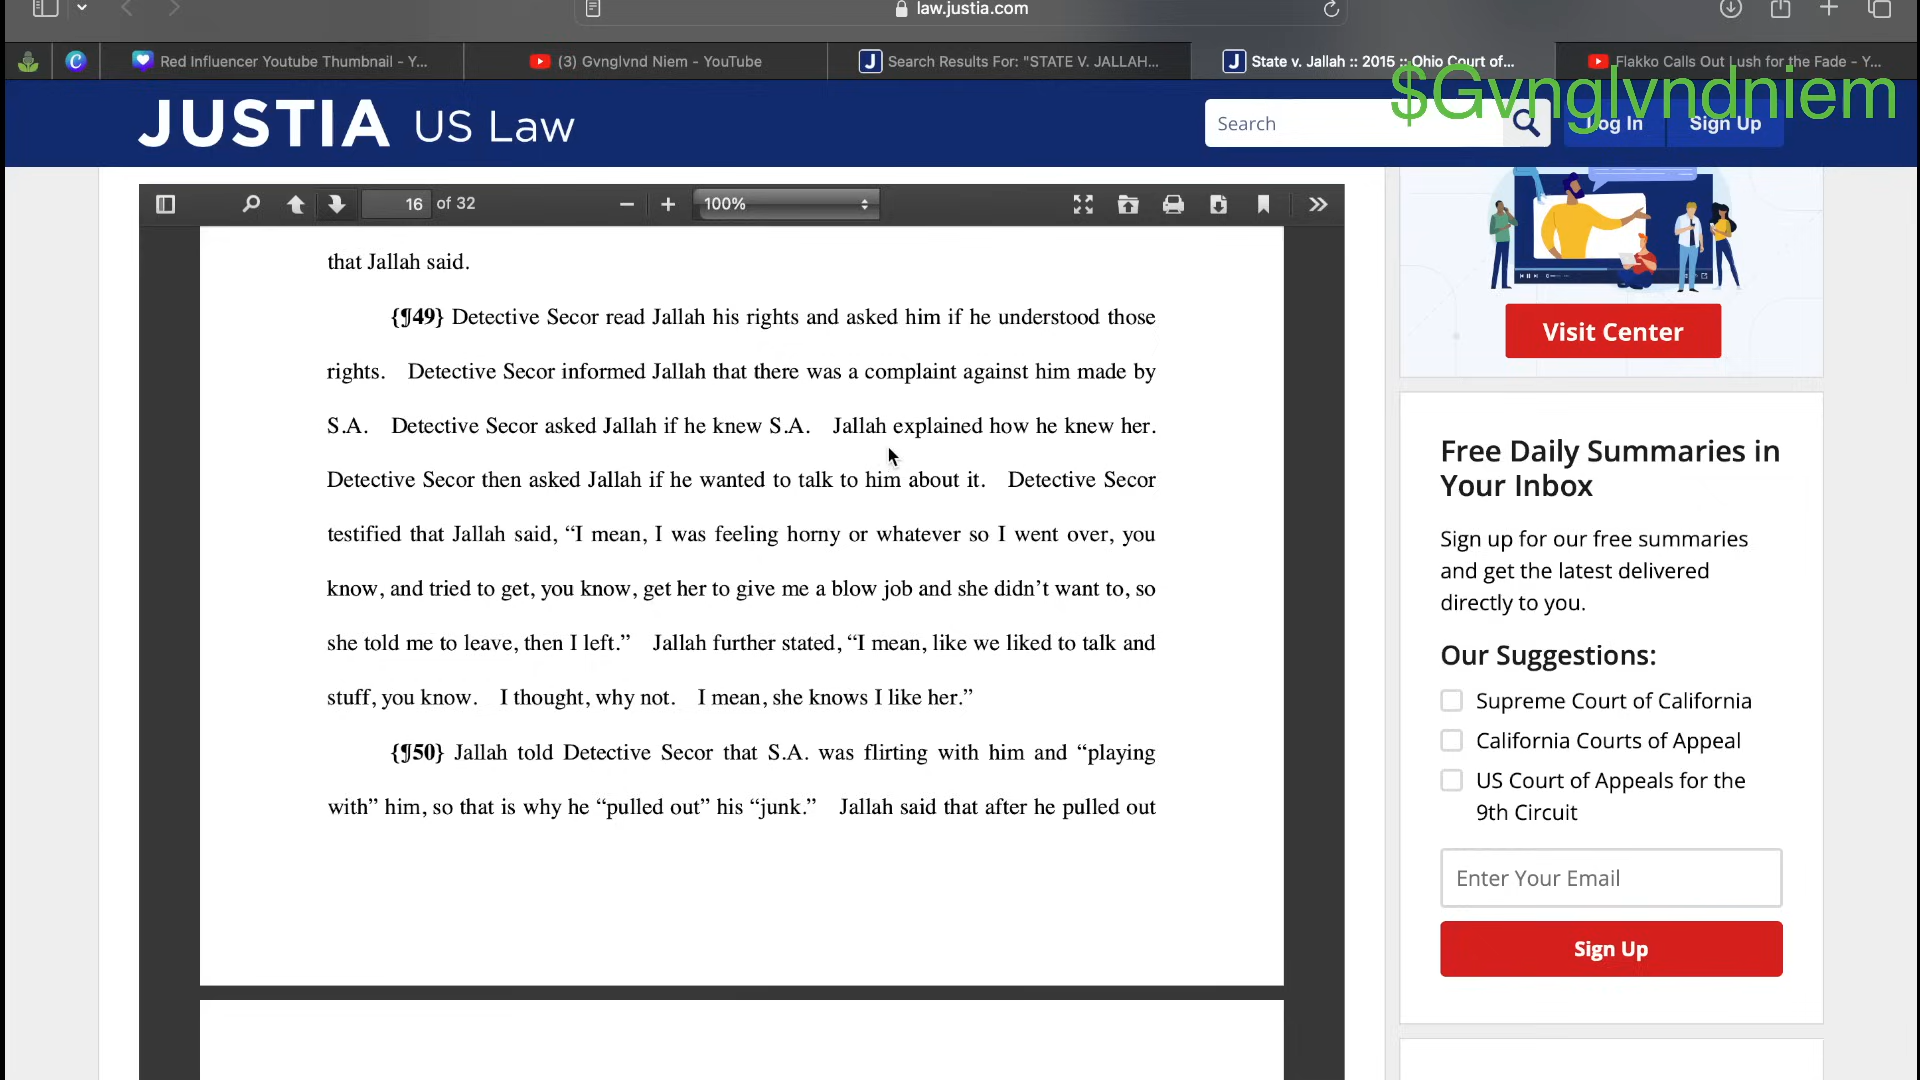 law.justia.com
Red Influencer Youtube Thumbnail - Y...
(3) Gvnglvnd Niem - YouTube
Search Results For: "STATE V. JALLAH...
State v. Jallah :: 2015 :: Ohio Court of...
Flakko Calls Out Lush for the Fade - Y...
$Gvnglvndniem
JUSTIA US Law
Search
Log In
Sign Up
16 of 32
100%
that Jallah said.
{¶49} Detective Secor read Jallah his rights and asked him if he understood those
rights. Detective Secor informed Jallah that there was a complaint against him made by
S.A. Detective Secor asked Jallah if he knew S.A. Jallah explained how he knew her.
Detective Secor then asked Jallah if he wanted to talk to him about it. Detective Secor
testified that Jallah said, “I mean, I was feeling horny or whatever so I went over, you
know, and tried to get, you know, get her to give me a blow job and she didn’t want to, so
she told me to leave, then I left.” Jallah further stated, “I mean, like we liked to talk and
stuff, you know. I thought, why not. I mean, she knows I like her.”
{¶50} Jallah told Detective Secor that S.A. was flirting with him and “playing
with” him, so that is why he “pulled out” his “junk.” Jallah said that after he pulled out
Visit Center
Free Daily Summaries in
Your Inbox
Sign up for our free summaries
and get the latest delivered
directly to you.
Our Suggestions:
Supreme Court of California
California Courts of Appeal
US Court of Appeals for the
9th Circuit
Enter Your Email
Sign Up